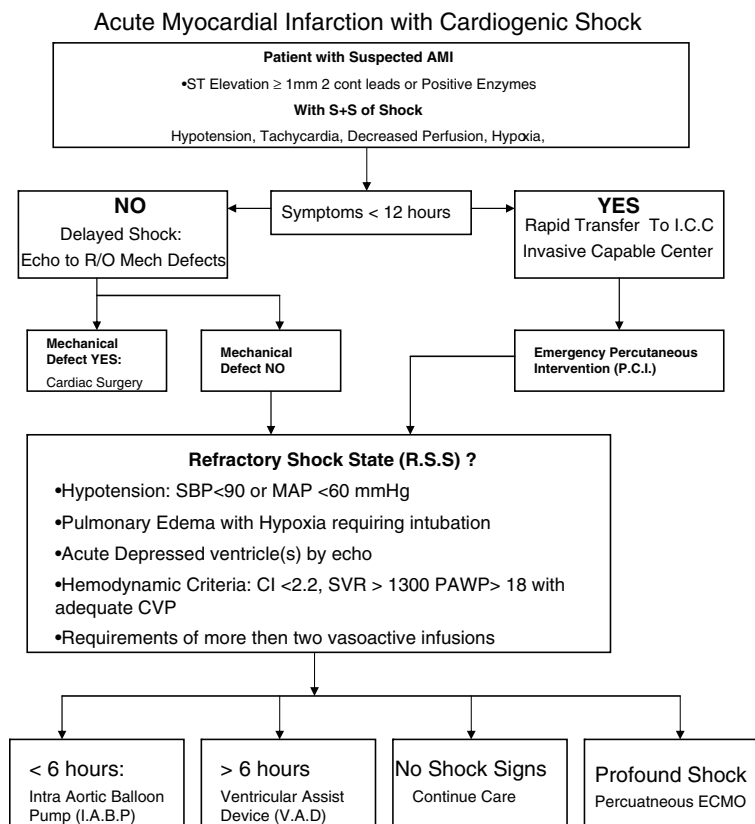 Acute Myocardial Infarction with Cardiogenic Shock
Patient with Suspected AMI
•ST Elevation ≥ 1mm 2 cont leads or Positive Enzymes
With S+S of Shock
Hypotension, Tachycardia, Decreased Perfusion, Hypoxia,
NO
Delayed Shock:
Echo to R/O Mech Defects
Symptoms < 12 hours
YES
Rapid Transfer To I.C.C
Invasive Capable Center
Mechanical
Defect YES:
Cardiac Surgery
Mechanical
Defect NO
Emergency Percutaneous
Intervention (P.C.I.)
Refractory Shock State (R.S.S) ?
•Hypotension: SBP<90 or MAP <60 mmHg
•Pulmonary Edema with Hypoxia requiring intubation
•Acute Depressed ventricle(s) by echo
•Hemodynamic Criteria: CI <2.2, SVR > 1300 PAWP> 18 with
adequate CVP
•Requirements of more then two vasoactive infusions
< 6 hours:
Intra Aortic Balloon
Pump (I.A.B.P)
> 6 hours
Ventricular Assist
Device (V.A.D)
No Shock Signs
Continue Care
Profound Shock
Percuatneous ECMO